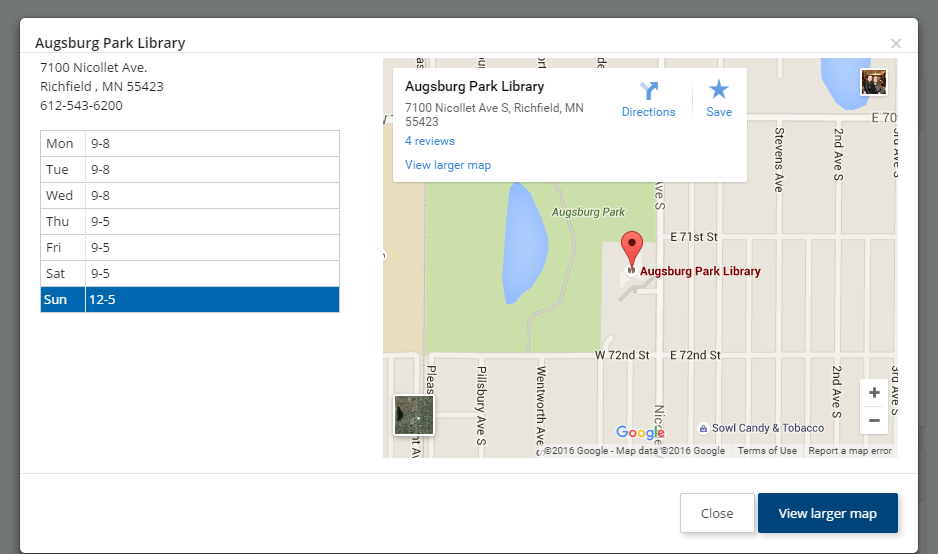 Augsburg Park Library
×
7100 Nicollet Ave.
Richfield , MN 55423
612-543-6200
Mon 9-8
Tue 9-8
Wed 9-8
Thu 9-5
Fri 9-5
Sat 9-5
Sun 12-5
Augsburg Park Library
7100 Nicollet Ave S, Richfield, MN
55423
4 reviews
View larger map
Directions
Save
E 70
Stevens Ave
2nd Ave S
Ave S
Augsburg Park
E 71st St
Augsburg Park Library
W 72nd St
E 72nd St
Pillsbury Ave S
Wentworth Ave S
2nd Ave S
3rd Ave S
+
−
Sowl Candy & Tobacco
Google
©2016 Google - Map data ©2016 Google
Terms of Use
Report a map error
Close
View larger map